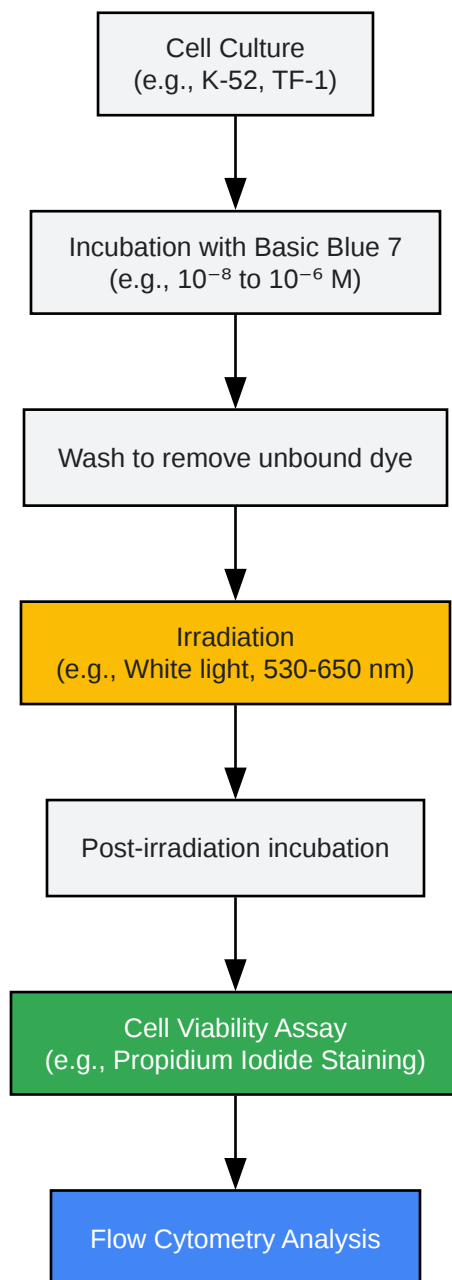 Cell Culture
(e.g., K-52, TF-1)
Incubation with Basic Blue 7
(e.g., 10⁻⁸ to 10⁻⁶ M)
Wash to remove unbound dye
Irradiation
(e.g., White light, 530-650 nm)
Post-irradiation incubation
Cell Viability Assay
(e.g., Propidium Iodide Staining)
Flow Cytometry Analysis